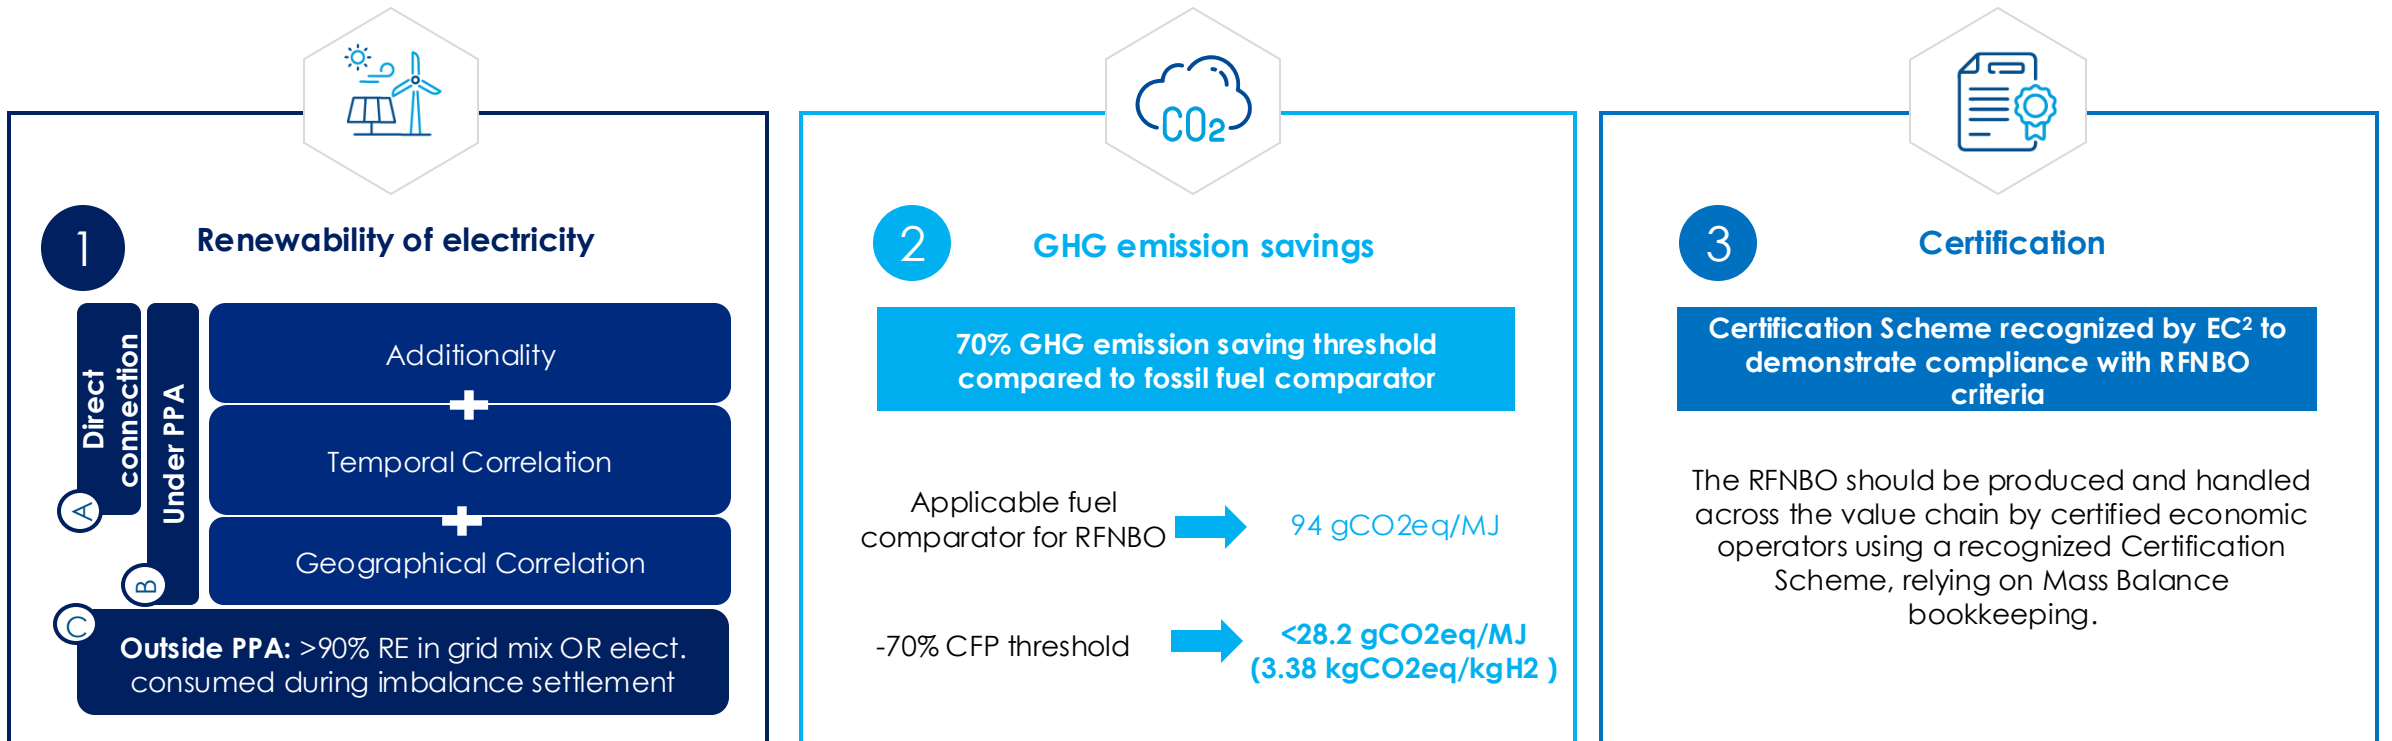 CO2
1
Renewability of electricity
Direct
connection
A
Under PPA
B
Additionality
+
Temporal Correlation
+
Geographical Correlation
C
Outside PPA: >90% RE in grid mix OR elect.
consumed during imbalance settlement
2
GHG emission savings
70% GHG emission saving threshold
compared to fossil fuel comparator
Applicable fuel
comparator for RFNBO
94 gCO2eq/MJ
-70% CFP threshold
<28.2 gCO2eq/MJ
(3.38 kgCO2eq/kgH2 )
3
Certification
Certification Scheme recognized by EC² to
demonstrate compliance with RFNBO
criteria
The RFNBO should be produced and handled
across the value chain by certified economic
operators using a recognized Certification
Scheme, relying on Mass Balance
bookkeeping.